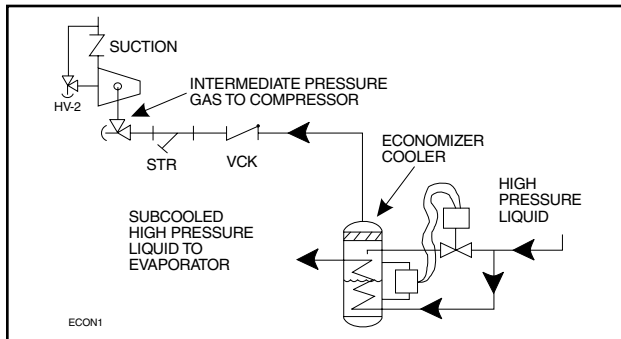 SUCTION
HV-2
INTERMEDIATE PRESSURE
GAS TO COMPRESSOR
STR
VCK
ECONOMIZER
COOLER
HIGH
PRESSURE
LIQUID
SUBCOOLED
HIGH PRESSURE
LIQUID TO
EVAPORATOR
ECON1